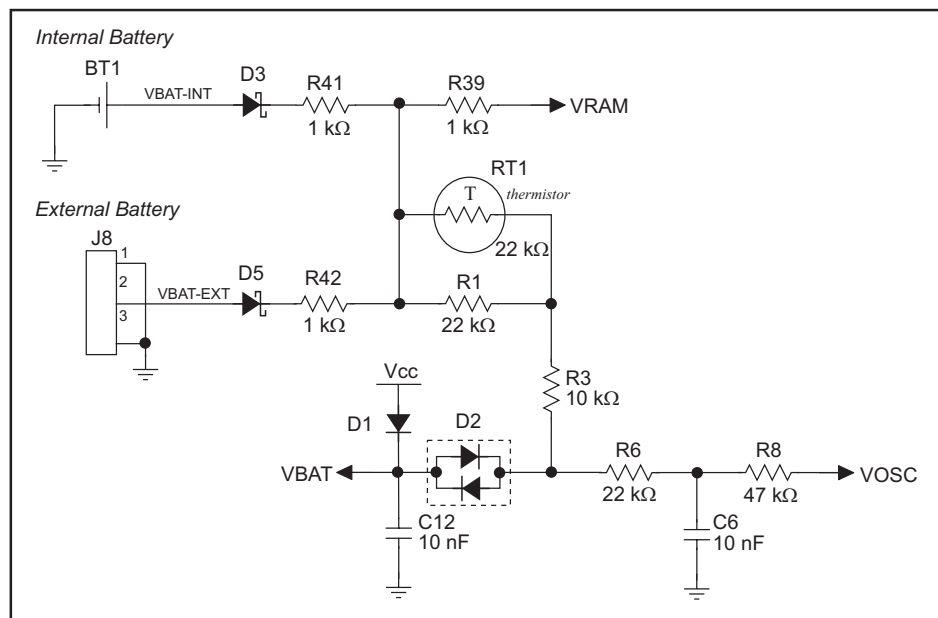 Internal Battery
BT1
VBAT-INT
D3
R41
1 kΩ
R39
1 kΩ
VRAM
RT1
T
thermistor
22 kΩ
External Battery
J8
1
2
3
VBAT-EXT
D5
R42
1 kΩ
R1
22 kΩ
R3
10 kΩ
Vcc
D1
D2
VBAT
C12
10 nF
R6
22 kΩ
R8
47 kΩ
VOSC
C6
10 nF